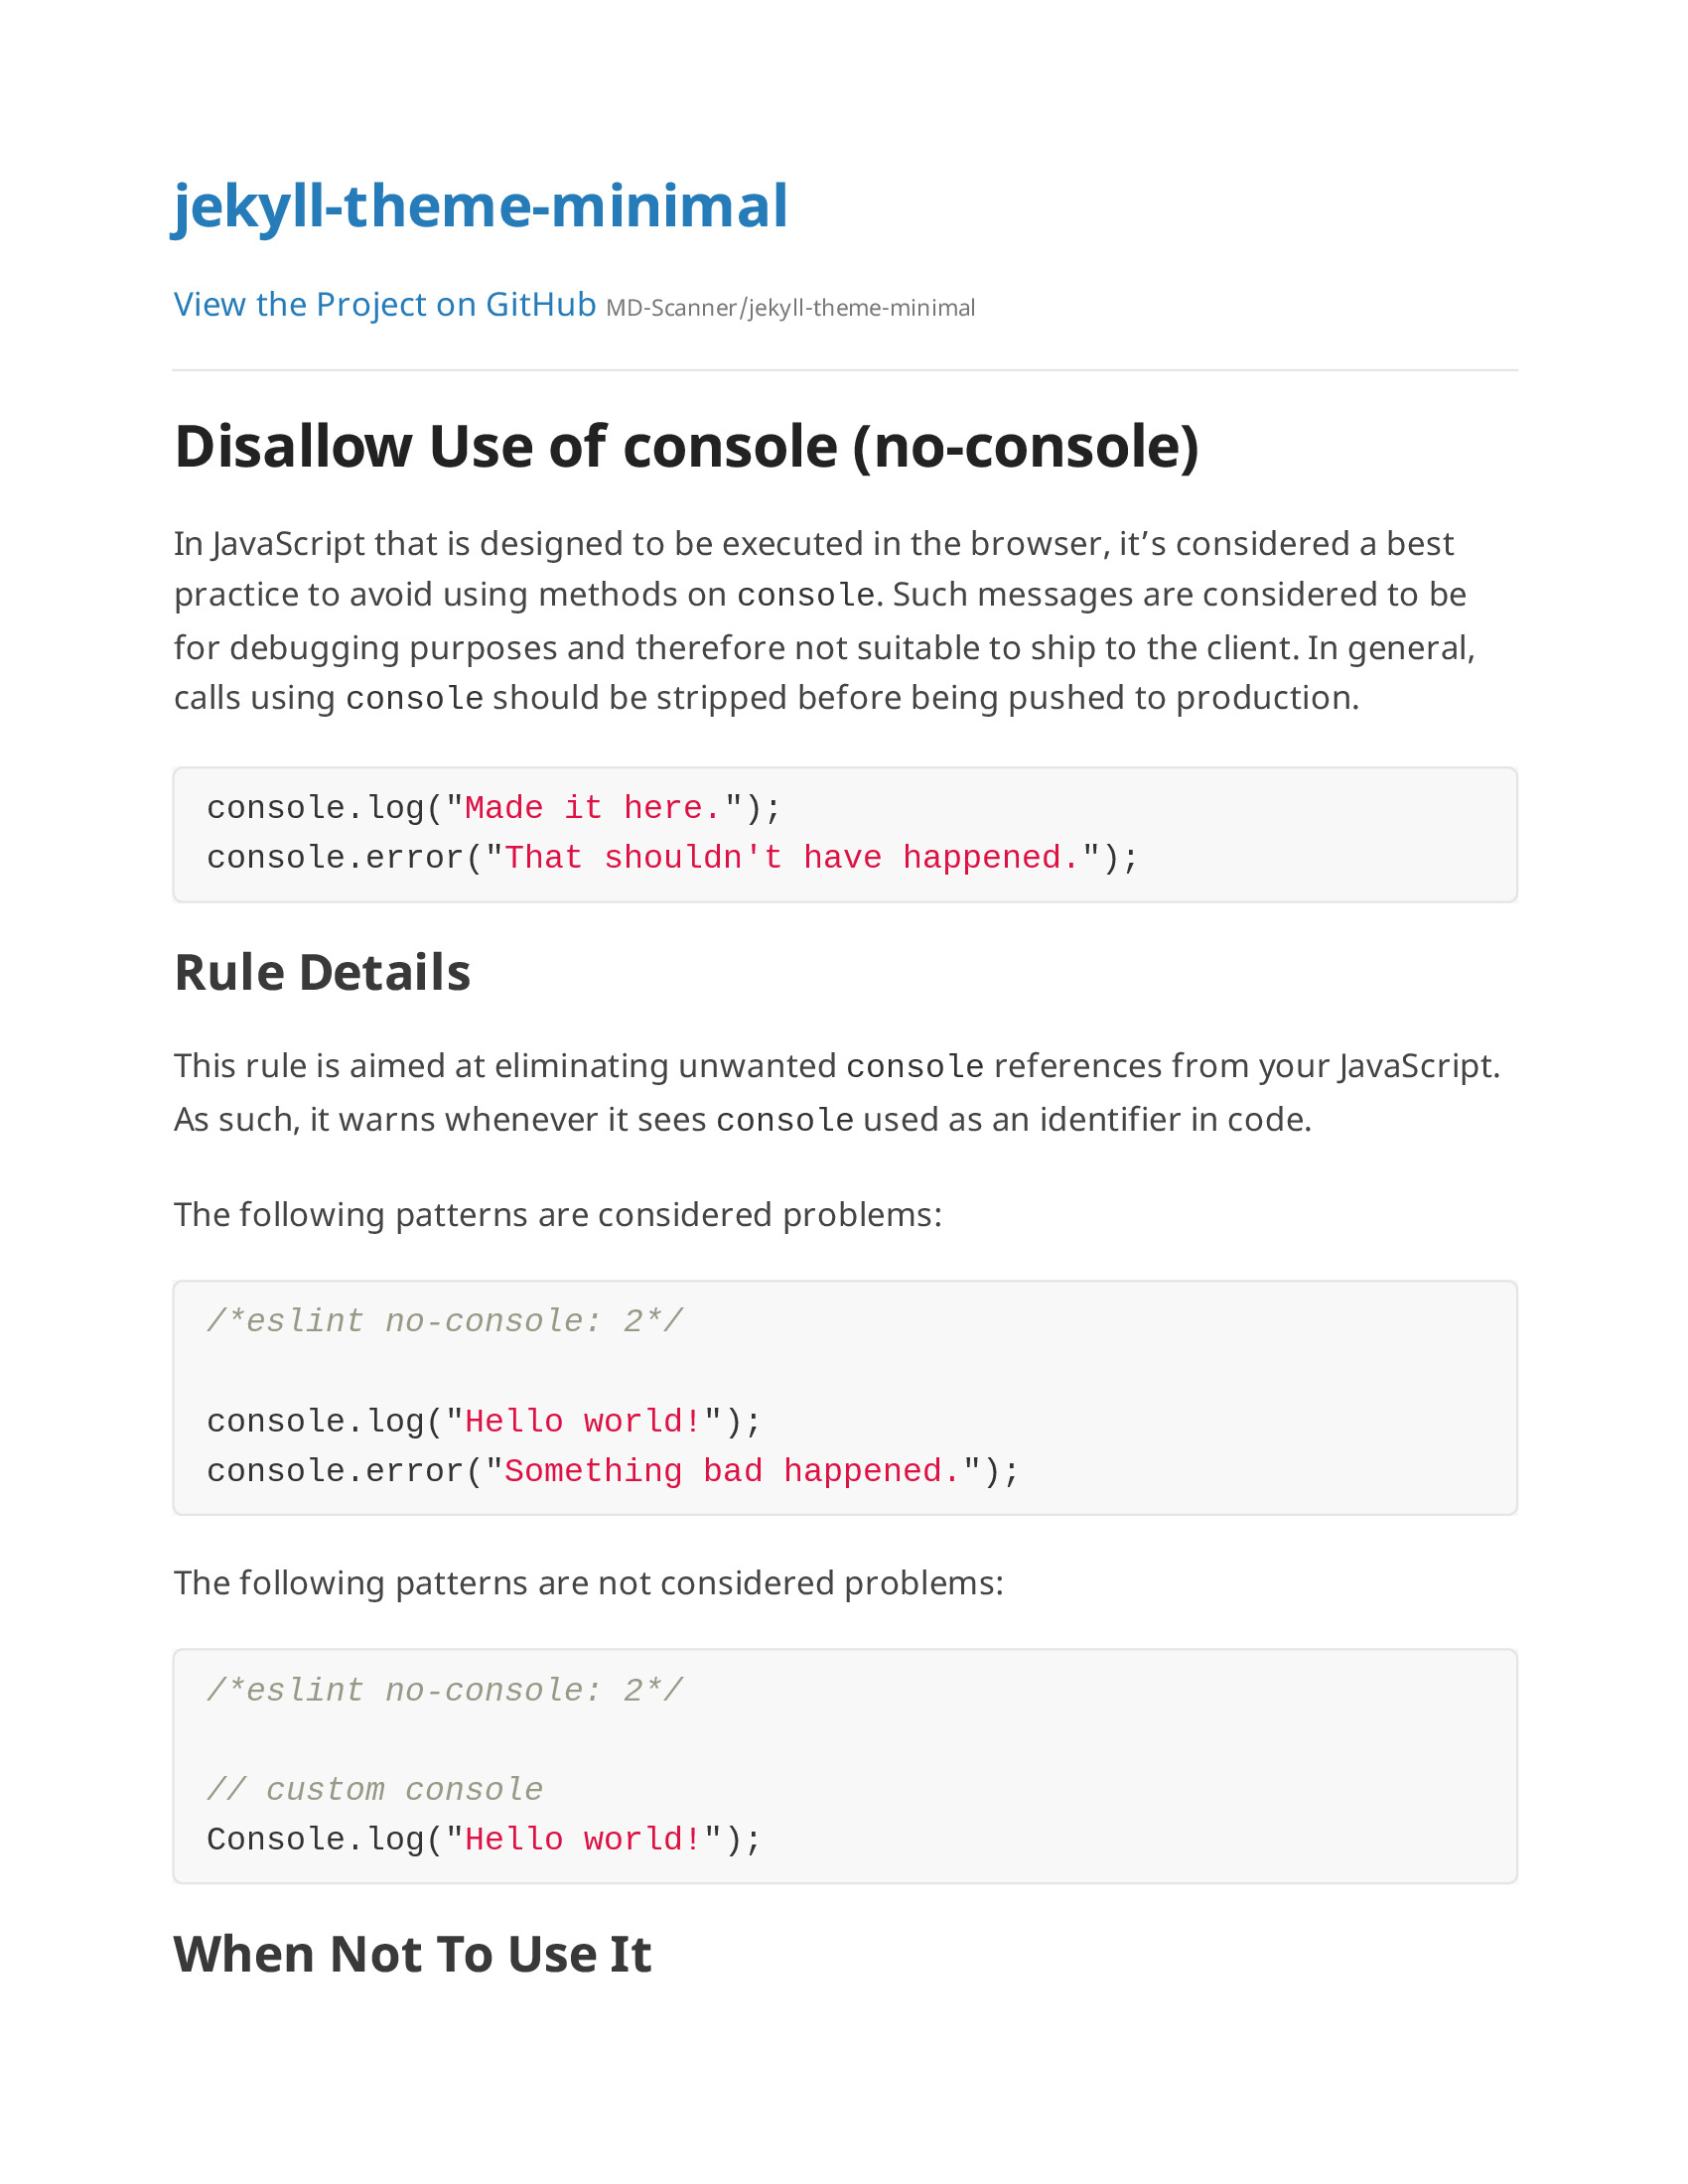 jekyll-theme-minimal
View the Project on GitHub MD-Scanner/jekyll-theme-minimal
Disallow Use of console (no-console)
In JavaScript that is designed to be executed in the browser, it’s considered a best
practice to avoid using methods on console. Such messages are considered to be
for debugging purposes and therefore not suitable to ship to the client. In general,
calls using console should be stripped before being pushed to production.
console.log("Made it here.");
console.error("That shouldn't have happened.");
Rule Details
This rule is aimed at eliminating unwanted console references from your JavaScript.
As such, it warns whenever it sees console used as an identifier in code.
The following patterns are considered problems:
/*eslint no-console: 2*/
console.log("Hello world!");
console.error("Something bad happened.");
The following patterns are not considered problems:
/*eslint no-console: 2*/
// custom console
Console.log("Hello world!");
When Not To Use It